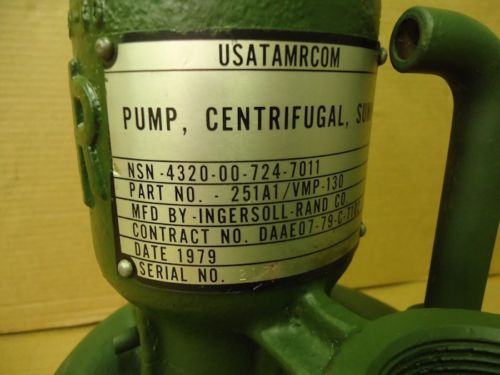 USATAMRCOM
PUMP, CENTRIFUGAL,
NSN-4320-00-724-7011
PART NO. - 251A1/VMP-130
MFD BY-INGERSOLL-RAND CO.
CONTRACT NO. DAAE07-79-C-
DATE 1979
SERIAL NO.
R